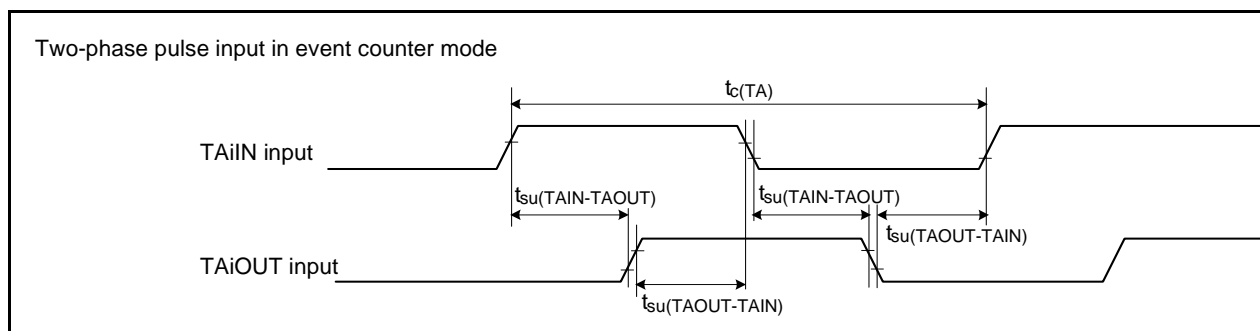 Two-phase pulse input in event counter mode
tc(TA)
TAiIN input
tsu(TAIN-TAOUT)
tsu(TAIN-TAOUT)
tsu(TAOUT-TAIN)
TAiOUT input
tsu(TAOUT-TAIN)